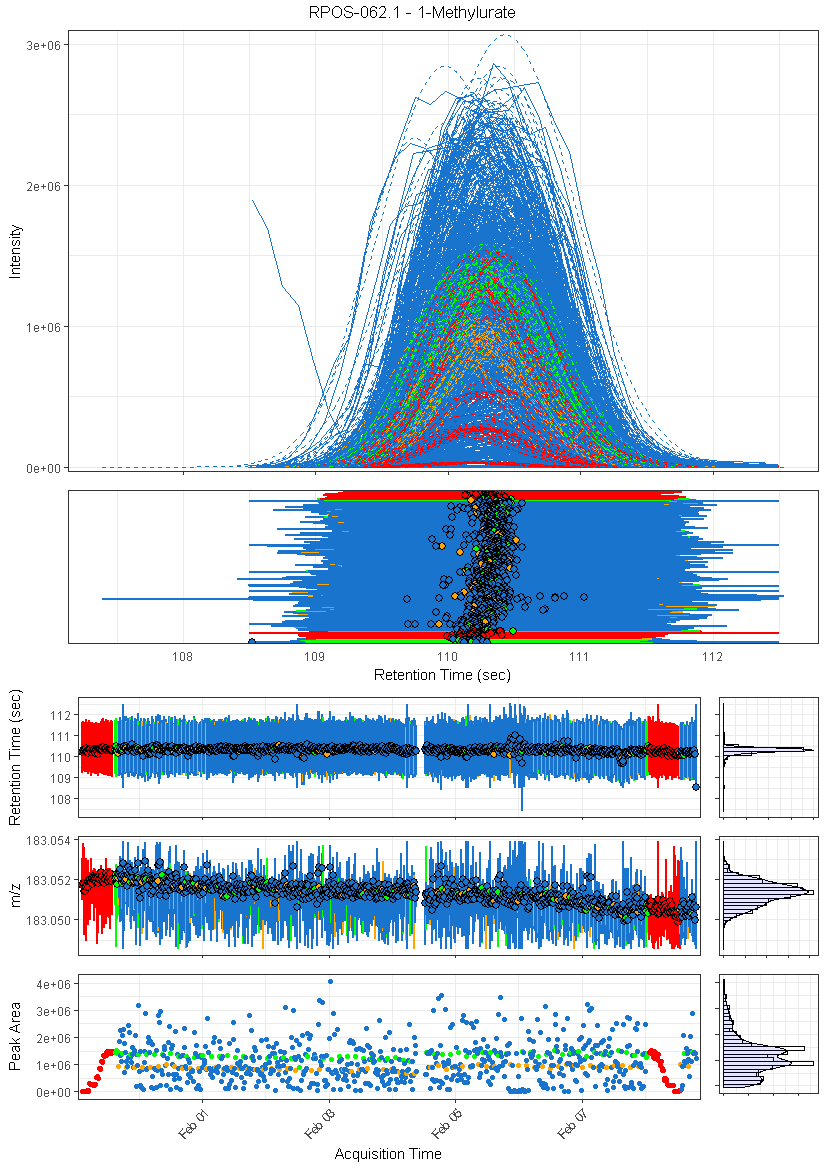 RPOS-062.1 - 1-Methylurate
3e+06
2e+06
1e+06
0e+00
Intensity
108
109
110
111
112
Retention Time (sec)
112
111
110
109
108
Retention Time (sec)
183.054
183.052
183.050
m/z
4e+06
3e+06
2e+06
1e+06
0e+00
Peak Area
Feb 01
Feb 03
Feb 05
Feb 07
Acquisition Time